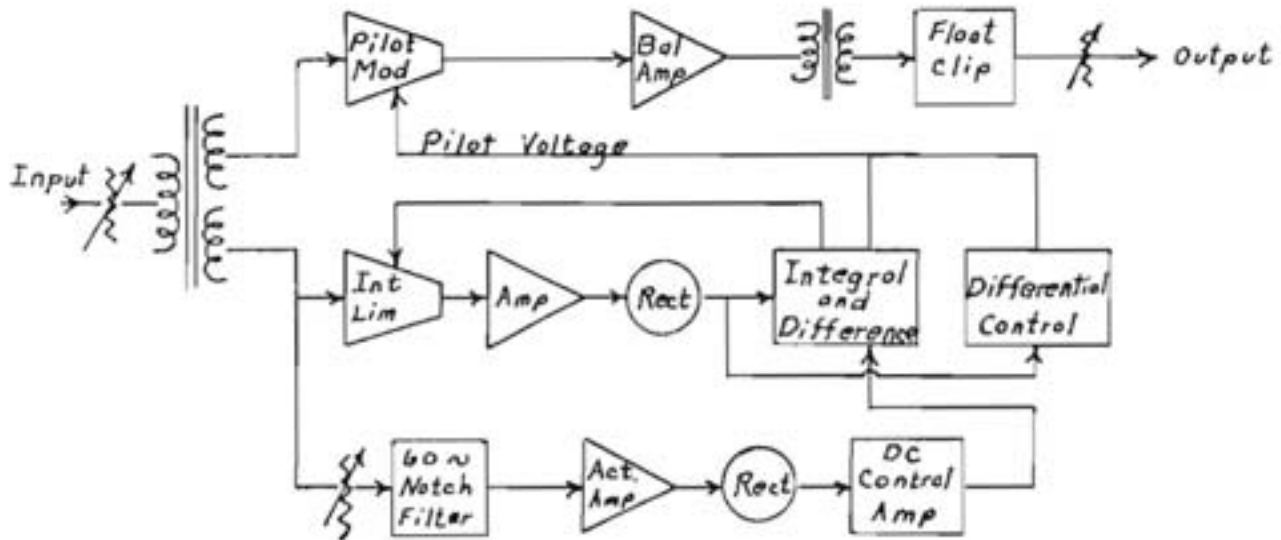 Pilot
Mod
Bal
Amp
Float
Clip
Output
Pilot Voltage
Input
Int
Lim
Amp
Rect
Integral
and
Difference
Differential
Control
60 ~
Notch
Filter
Act.
Amp
Rect
DC
Control
Amp